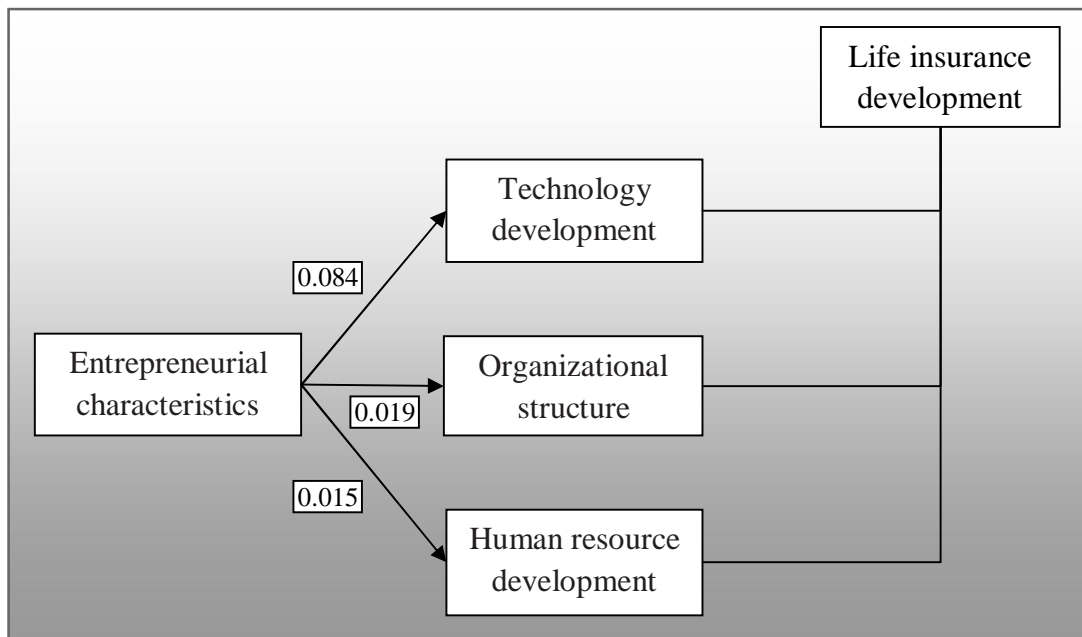 Life insurance
development
Technology
development
0.084
Entrepreneurial
characteristics
Organizational
structure
0.019
0.015
Human resource
development